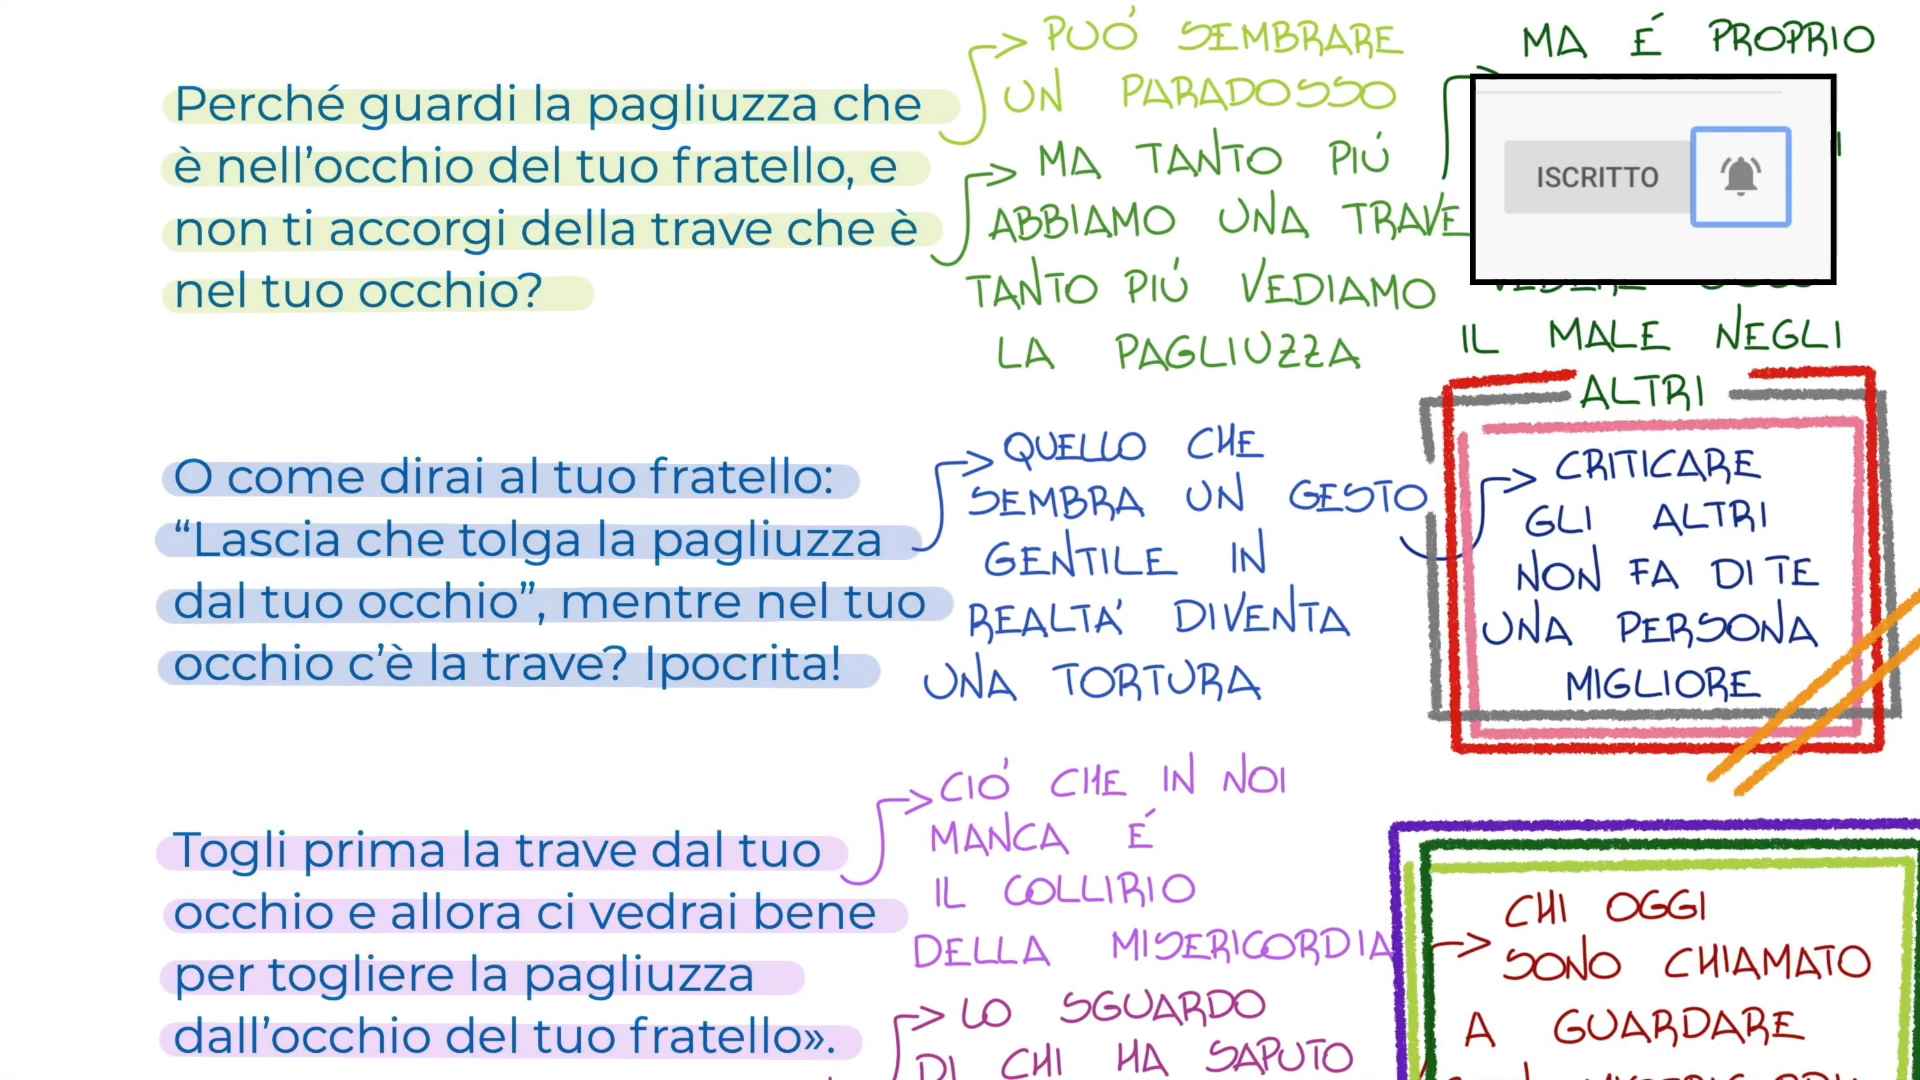 Perché guardi la pagliuzza che
è nell’occhio del tuo fratello, e
non ti accorgi della trave che è
nel tuo occhio?
PUÓ SEMBRARE
UN PARADOSSO
MA TANTO PIÚ
ABBIAMO UNA TRAVE
TANTO PIÚ VEDIAMO
LA PAGLIUZZA
MA É PROPRIO
ISCRITTO
IL MALE NEGLI
ALTRI
O come dirai al tuo fratello:
“Lascia che tolga la pagliuzza
dal tuo occhio”, mentre nel tuo
occhio c’è la trave? Ipocrita!
QUELLO CHE
SEMBRA UN GESTO
GENTILE IN
REALTA' DIVENTA
UNA TORTURA
CRITICARE
GLI ALTRI
NON FA DI TE
UNA PERSONA
MIGLIORE
Togli prima la trave dal tuo
occhio e allora ci vedrai bene
per togliere la pagliuzza
dall’occhio del tuo fratello».
CIÓ CHE IN NOI
MANCA É
IL COLLIRIO
DELLA MISERICORDIA
LO SGUARDO
DI CHI HA SAPUTO
CHI OGGI
SONO CHIAMATO
A GUARDARE